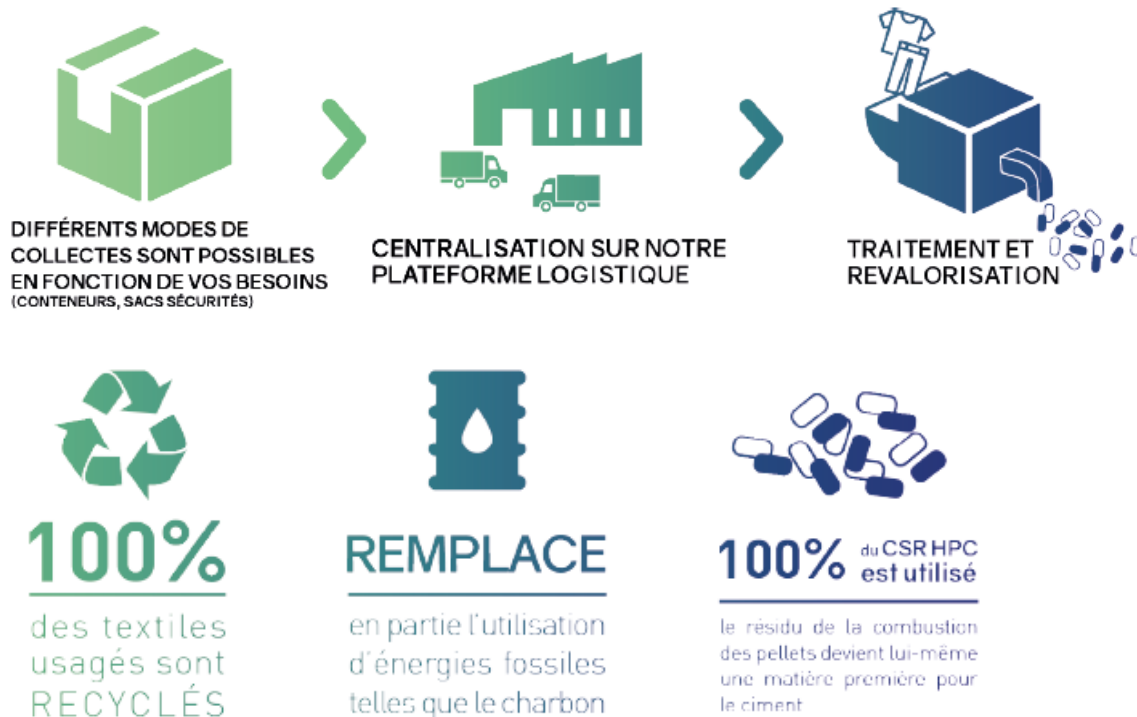 DIFFÉRENTS MODES DE
COLLECTES SONT POSSIBLES
EN FONCTION DE VOS BESOINS
(CONTENEURS, SACS SÉCURITÉS)
CENTRALISATION SUR NOTRE
PLATEFORME LOGISTIQUE
TRAITEMENT ET
REVALORISATION
100%
des textiles
usagés sont
RECYCLÉS
REMPLACE
en partie l'utilisation
d'énergies fossiles
telles que le charbon
100% du CSR HPC
est utilisé
le résidu de la combustion
des pellets devient lui-même
une matière première pour
le ciment